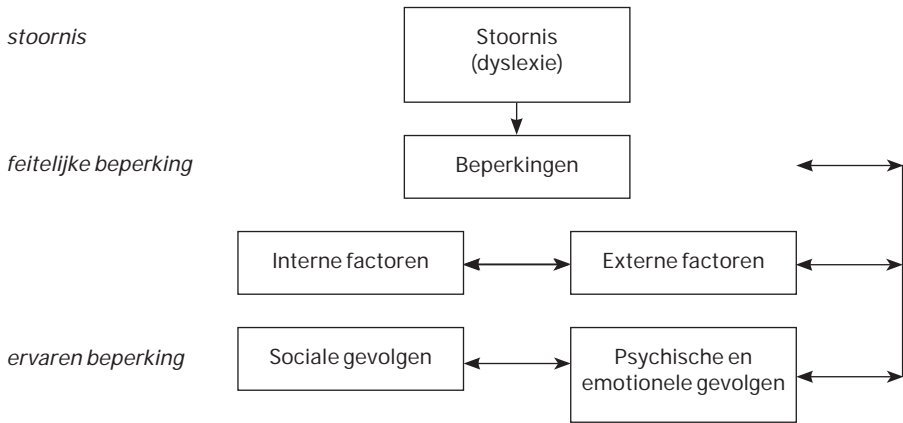 stoornis
Stoornis
(dyslexie)
feitelijke beperking
Beperkingen
Interne factoren
Externe factoren
ervaren beperking
Sociale gevolgen
Psychische en
emotionele gevolgen